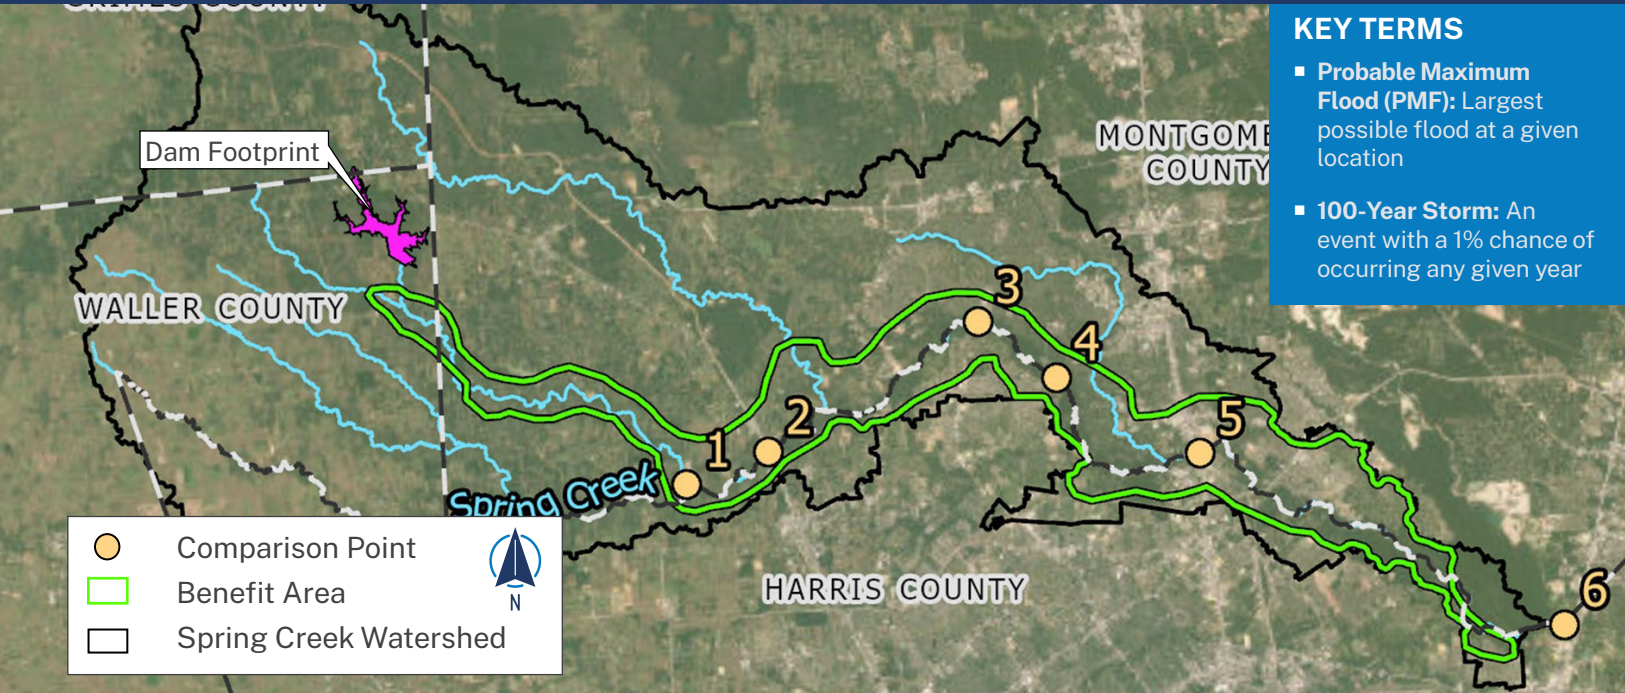 GRIMES COUNTY
KEY TERMS
▪ Probable Maximum
Flood (PMF): Largest
possible flood at a given
location
▪ 100-Year Storm: An
event with a 1% chance of
occurring any given year
MONTGOME
COUNTY
Dam Footprint
WALLER COUNTY
3
4
5
2
1
Spring Creek
6
HARRIS COUNTY
Comparison Point
Benefit Area
Spring Creek Watershed
N